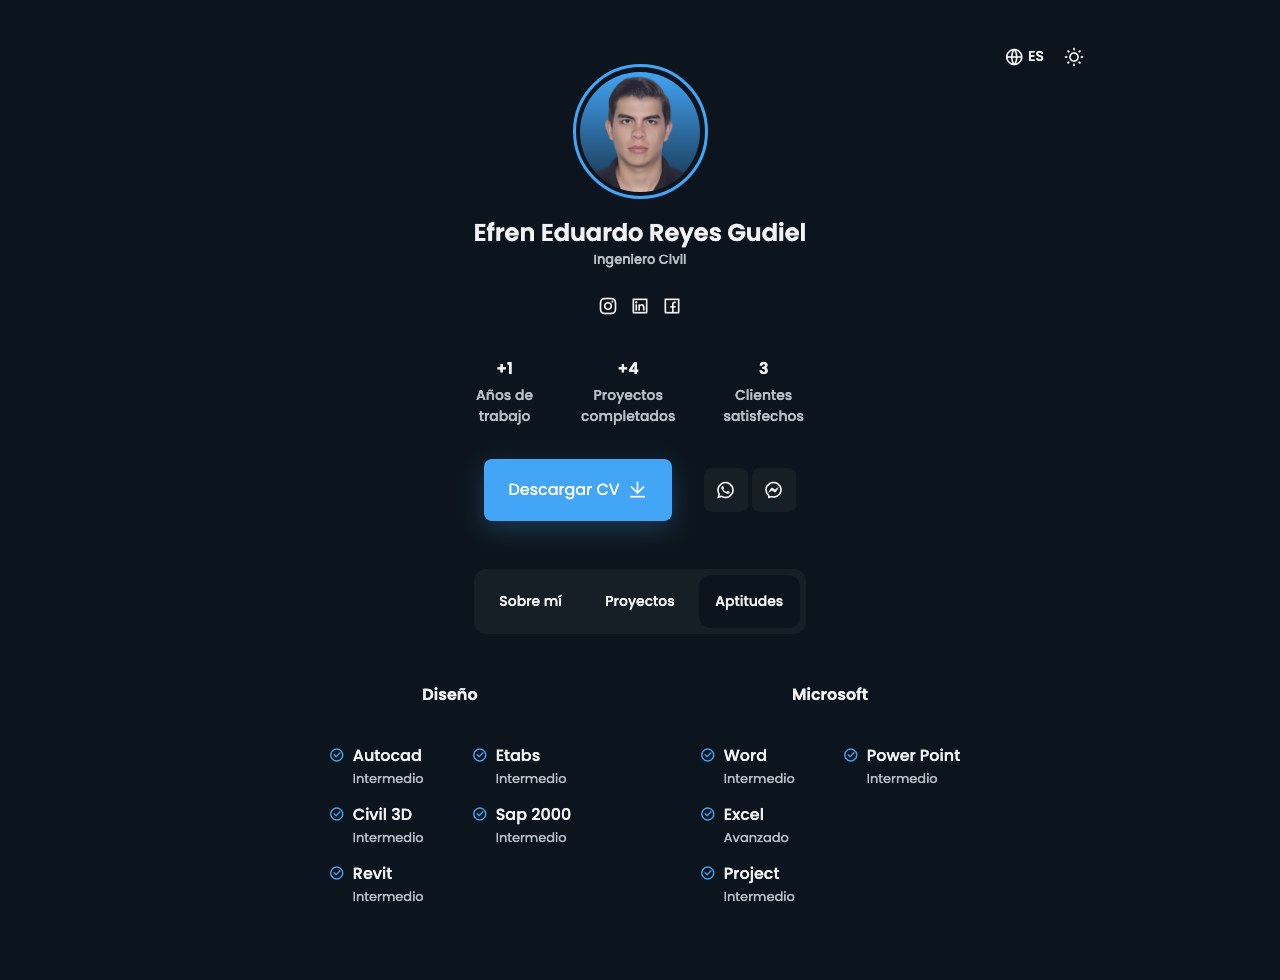 ES
Efren Eduardo Reyes Gudiel
Ingeniero Civil
+1
Años de
trabajo
+4
Proyectos
completados
3
Clientes
satisfechos
Descargar CV
Sobre mí
Proyectos
Aptitudes
Diseño
Autocad
Intermedio
Civil 3D
Intermedio
Revit
Intermedio
Etabs
Intermedio
Sap 2000
Intermedio
Microsoft
Word
Intermedio
Excel
Avanzado
Project
Intermedio
Power Point
Intermedio